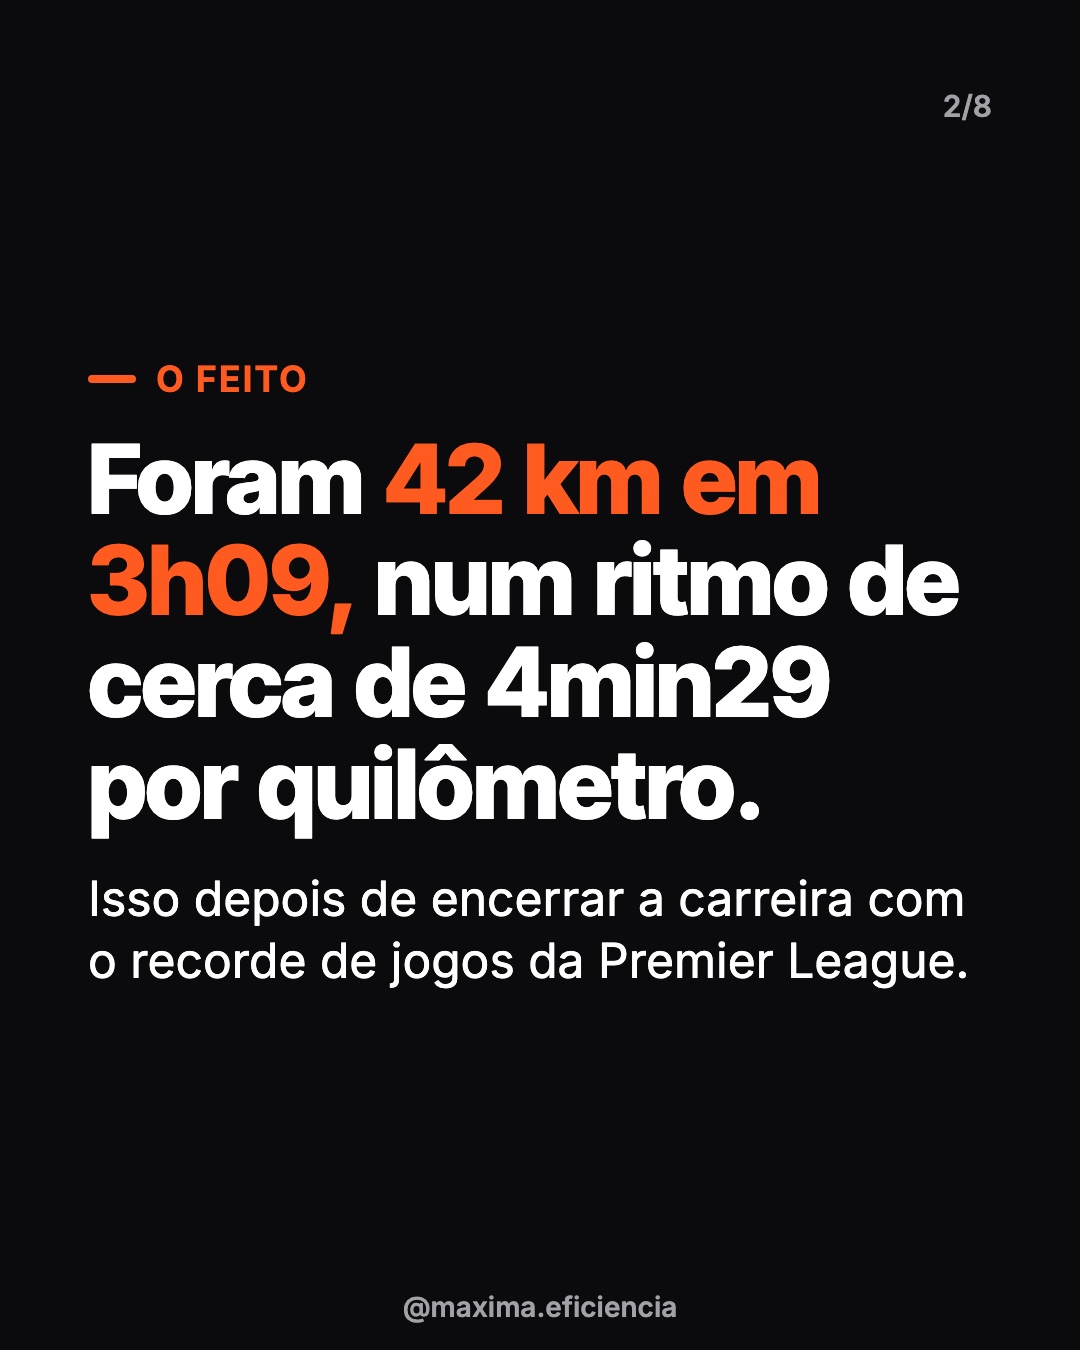 2/8
O FEITO
Foram 42 km em
3h09, num ritmo de
cerca de 4min29
por quilômetro.
Isso depois de encerrar a carreira com
o recorde de jogos da Premier League.
@maxima.eficiencia